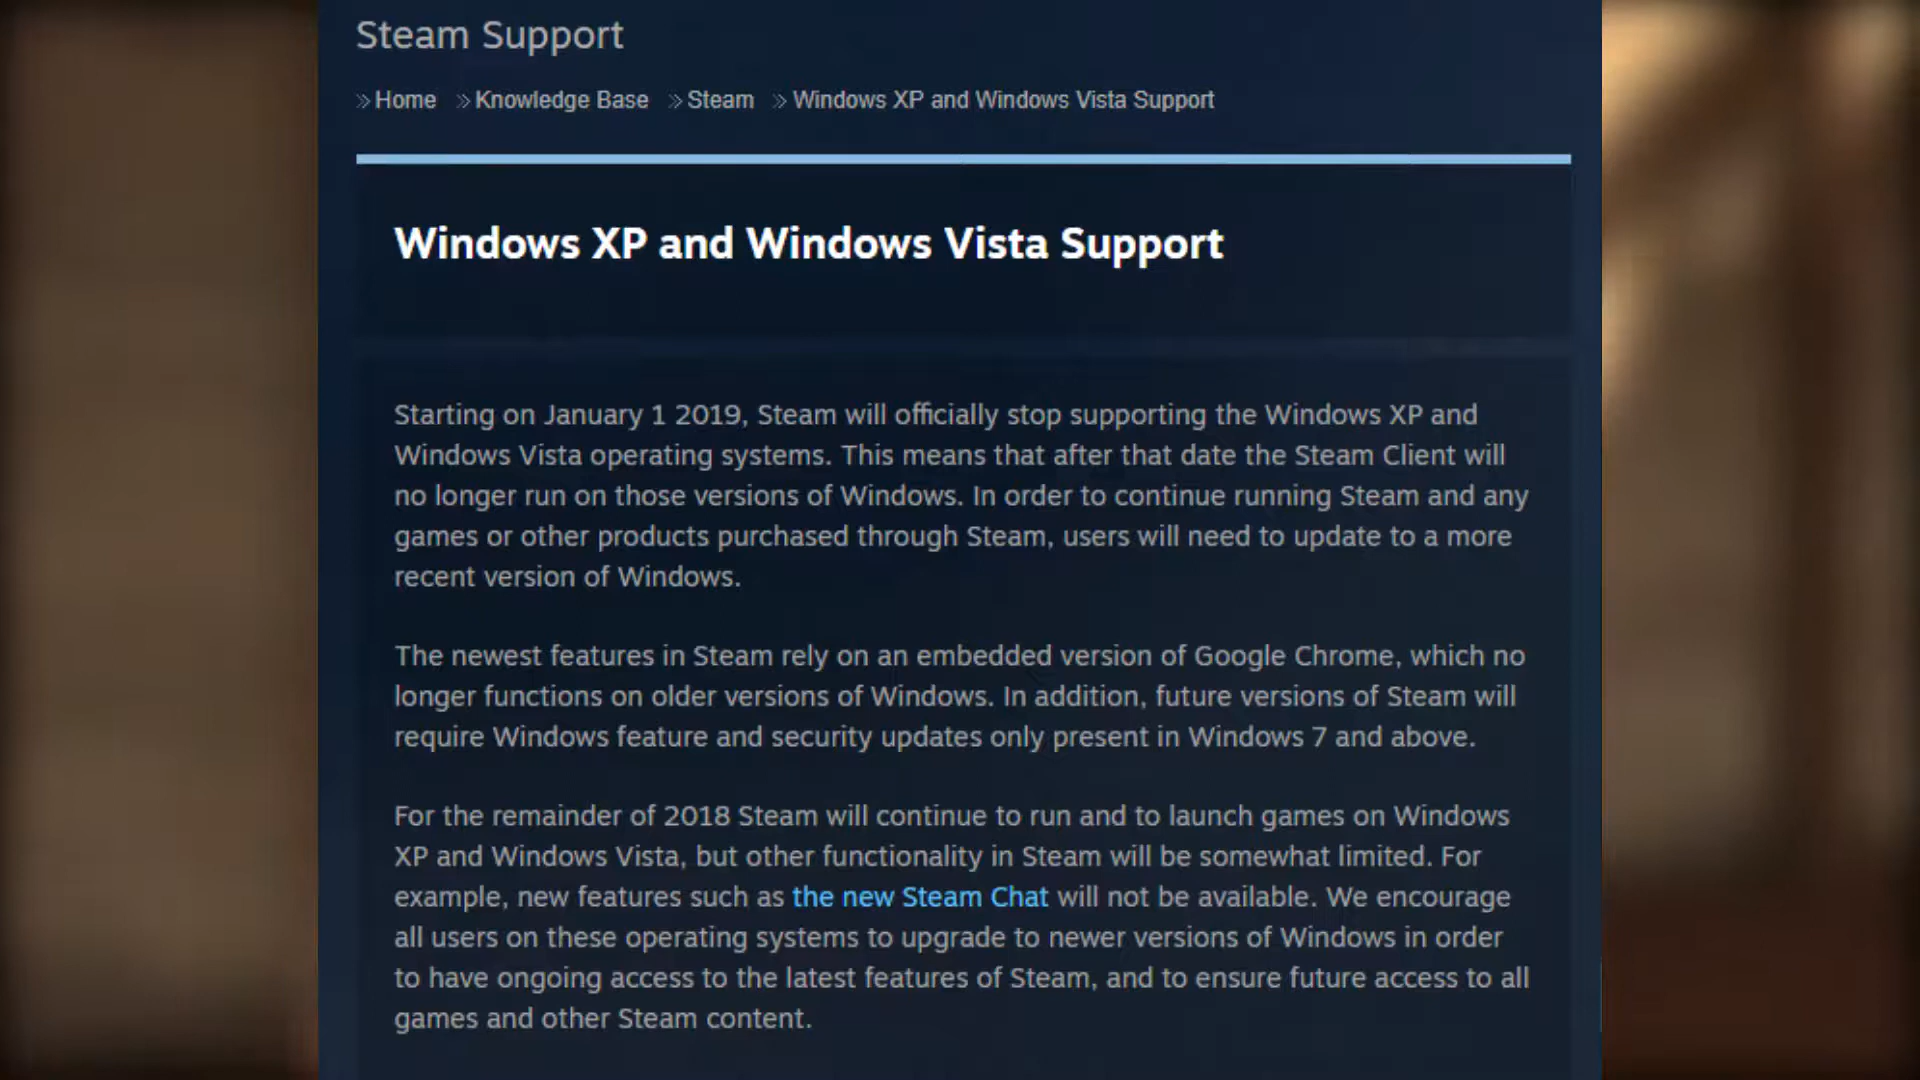 Steam Support
» Home » Knowledge Base » Steam » Windows XP and Windows Vista Support
Windows XP and Windows Vista Support
Starting on January 1 2019, Steam will officially stop supporting the Windows XP and
Windows Vista operating systems. This means that after that date the Steam Client will
no longer run on those versions of Windows. In order to continue running Steam and any
games or other products purchased through Steam, users will need to update to a more
recent version of Windows.
The newest features in Steam rely on an embedded version of Google Chrome, which no
longer functions on older versions of Windows. In addition, future versions of Steam will
require Windows feature and security updates only present in Windows 7 and above.
For the remainder of 2018 Steam will continue to run and to launch games on Windows
XP and Windows Vista, but other functionality in Steam will be somewhat limited. For
example, new features such as the new Steam Chat will not be available. We encourage
all users on these operating systems to upgrade to newer versions of Windows in order
to have ongoing access to the latest features of Steam, and to ensure future access to all
games and other Steam content.